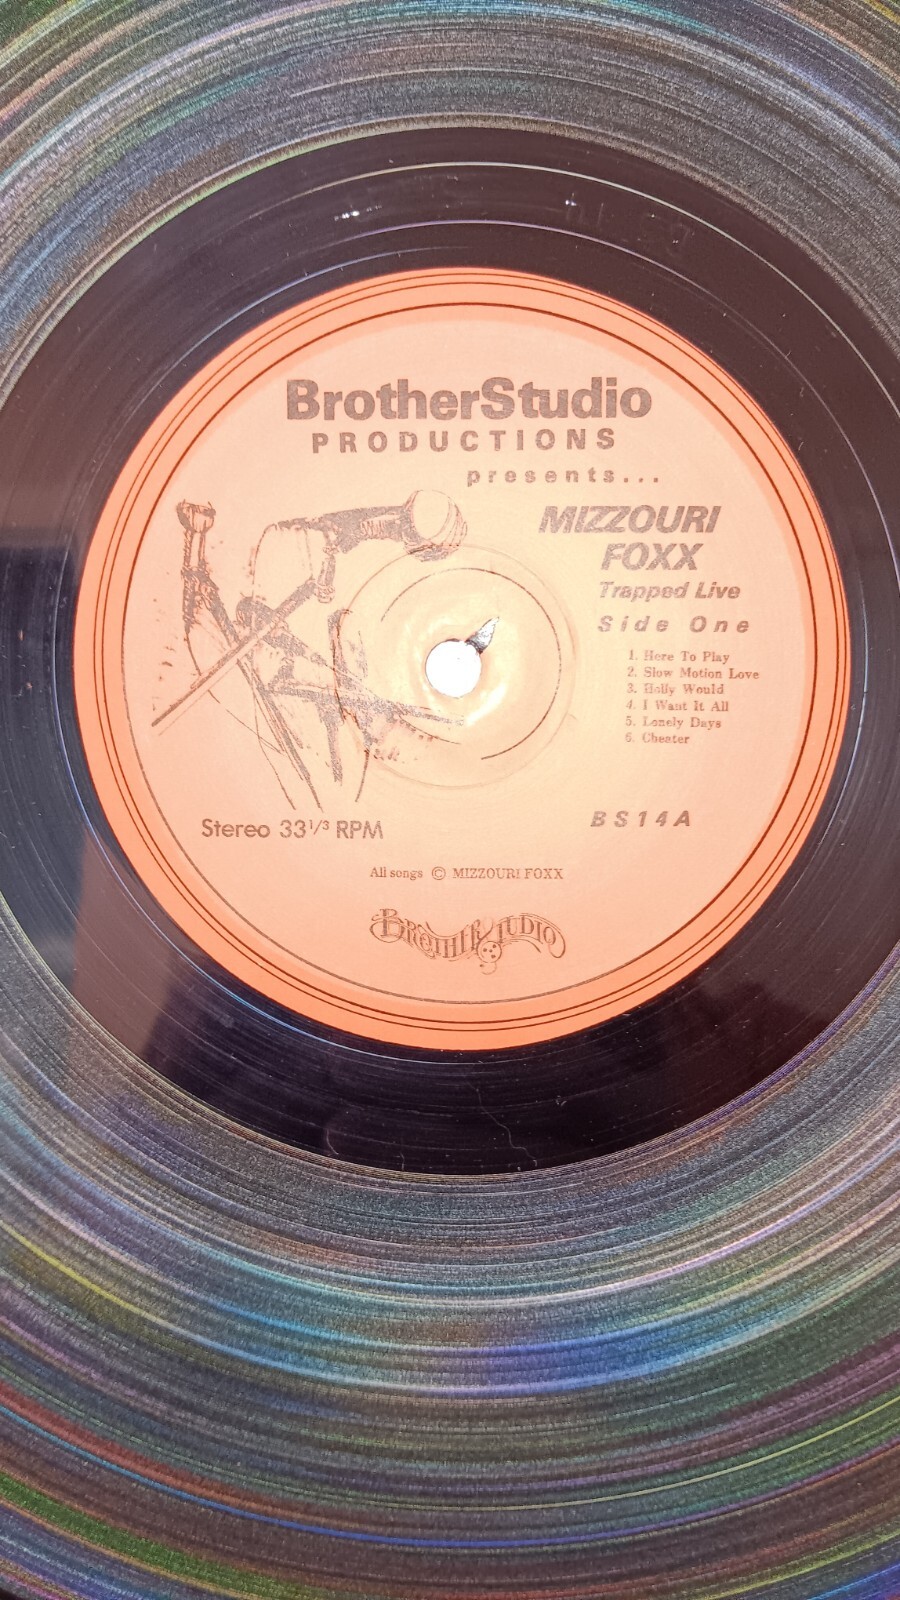 BrotherStudio
PRODUCTIONS
presents...
MIZZOURI
FOXX
Trapped Live
Side One
1. Here To Play
2. Slow Motion Love
3. Holly Would
4. I Want It All
5. Lonely Days
6. Cheater
Stereo 33 1/3 RPM
BS14A
All songs © MIZZOURI FOXX
BROTHER STUDIO